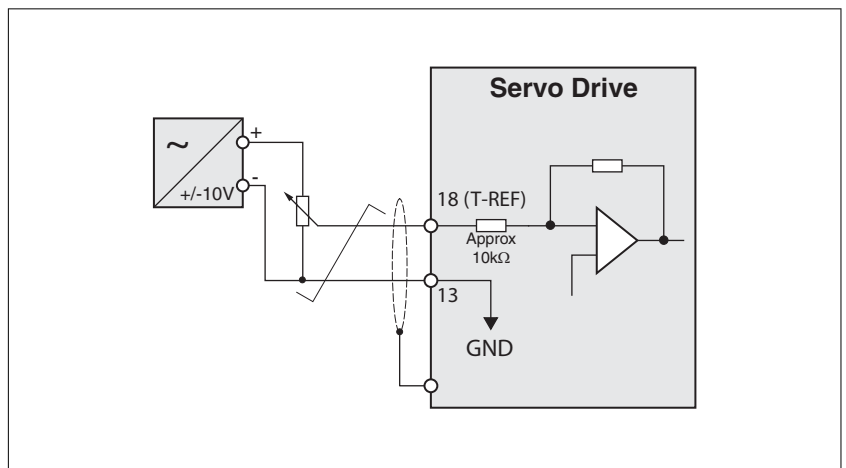 Servo Drive
~
+
-
+/-10V
18 (T-REF)
Approx
10kΩ
13
GND